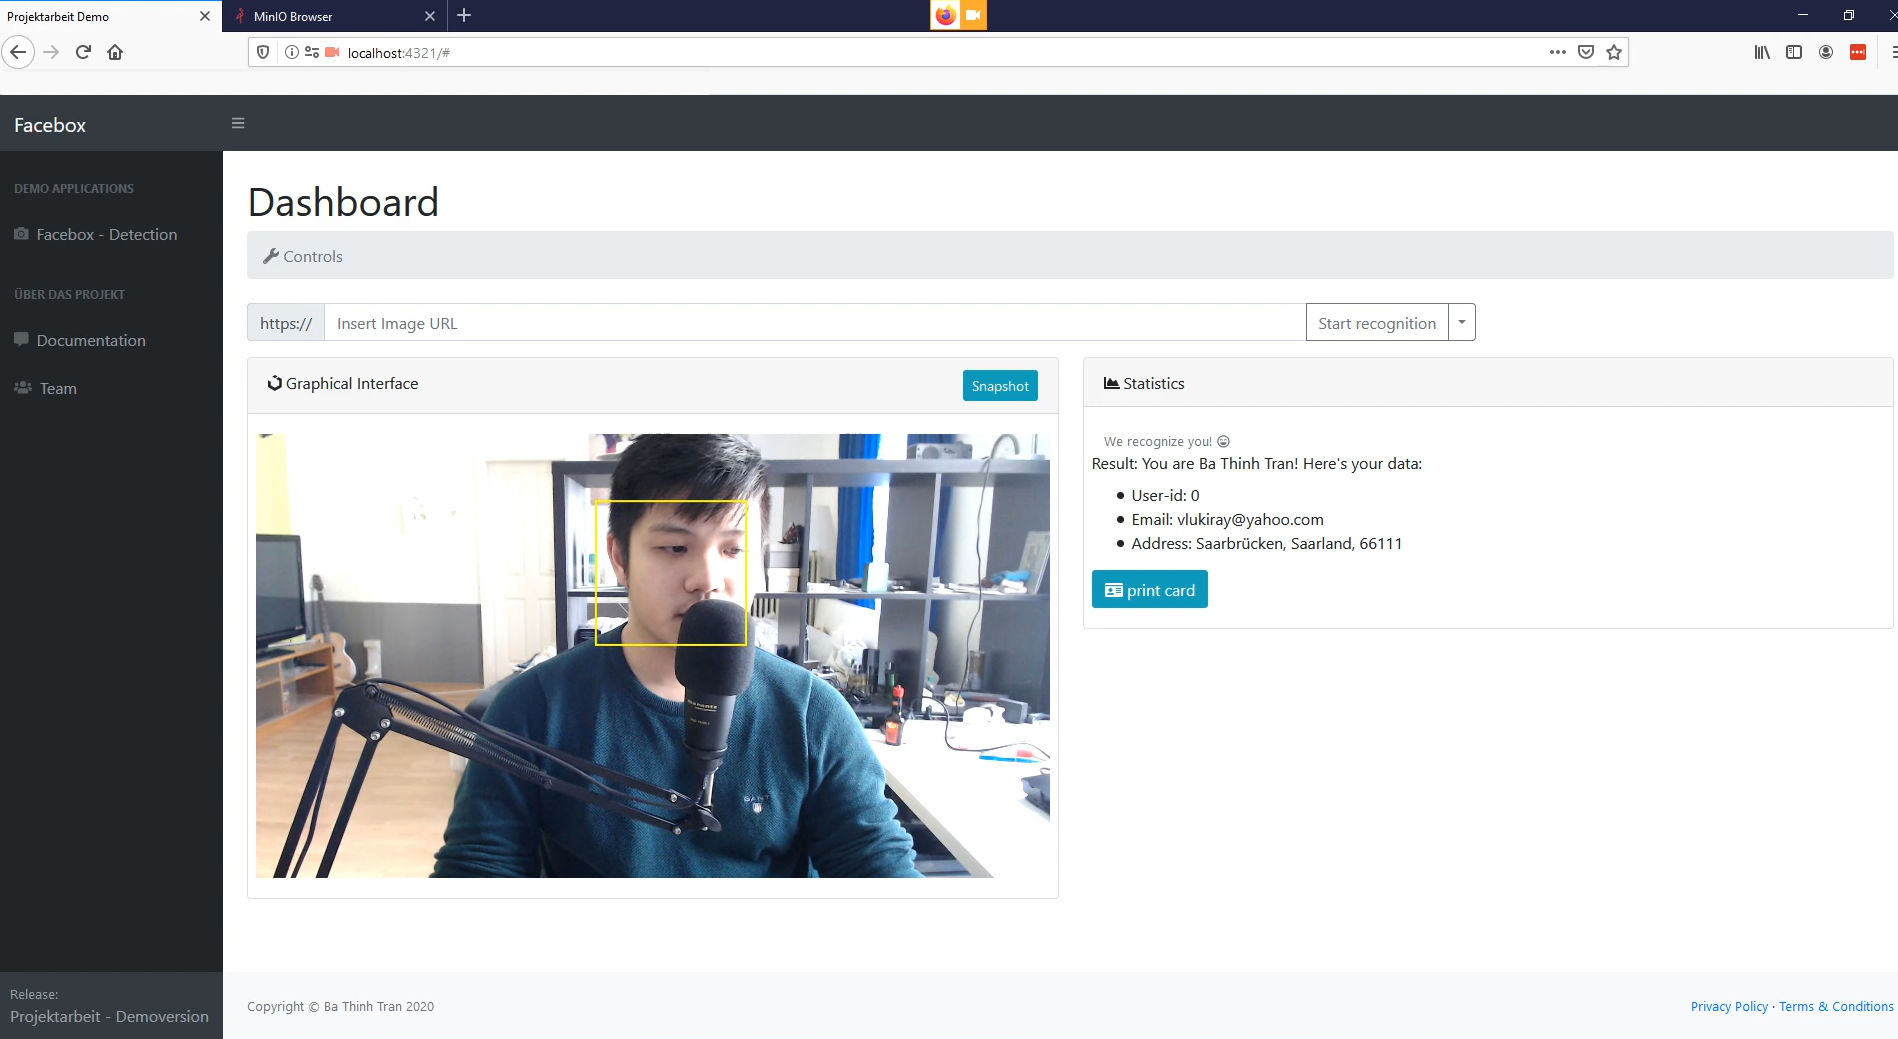 Projektarbeit Demo
MinIO Browser
localhost:4321/#
Facebox
DEMO APPLICATIONS
Facebox - Detection
ÜBER DAS PROJEKT
Documentation
Team
Release:
Projektarbeit - Demoversion
Dashboard
Controls
https://
Insert Image URL
Start recognition
Graphical Interface
Snapshot
GANT
Statistics
We recognize you!
Result: You are Ba Thinh Tran! Here's your data:
User-id: 0
Email: vlukiray@yahoo.com
Address: Saarbrücken, Saarland, 66111
print card
Copyright © Ba Thinh Tran 2020
Privacy Policy · Terms & Conditions